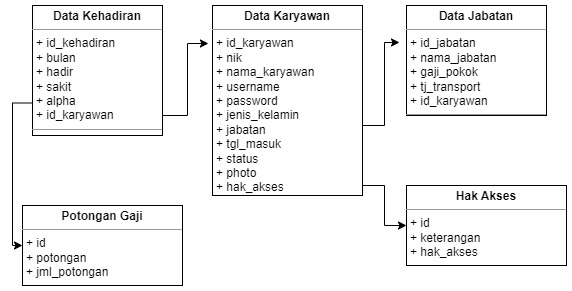 Data Kehadiran
+ id_kehadiran
+ bulan
+ hadir
+ sakit
+ alpha
+ id_karyawan
Data Karyawan
+ id_karyawan
+ nik
+ nama_karyawan
+ username
+ password
+ jenis_kelamin
+ jabatan
+ tgl_masuk
+ status
+ photo
+ hak_akses
Data Jabatan
+ id_jabatan
+ nama_jabatan
+ gaji_pokok
+ tj_transport
+ id_karyawan
Potongan Gaji
+ id
+ potongan
+ jml_potongan
Hak Akses
+ id
+ keterangan
+ hak_akses